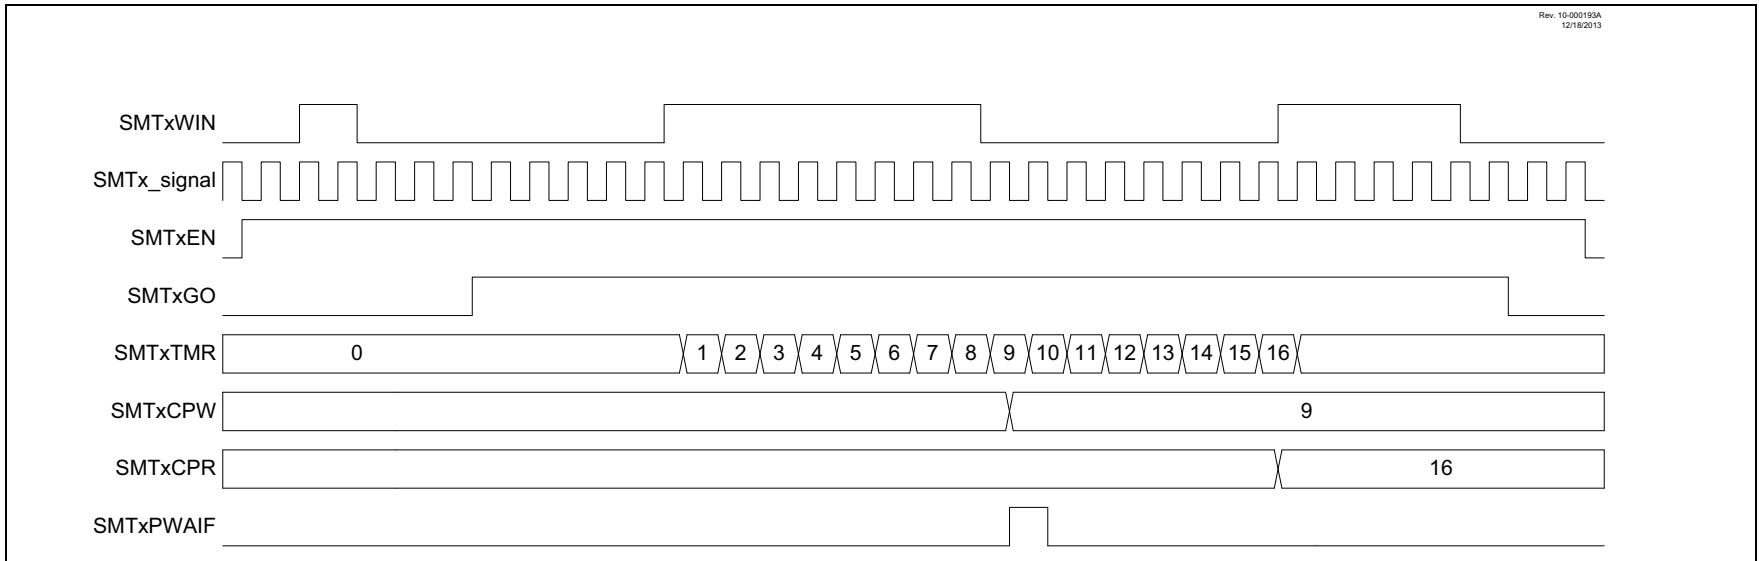 Rev. 10-000193A
12/18/2013
SMTxWIN
SMTx_signal
SMTxEN
SMTxGO
SMTxTMR 0 1 2 3 4 5 6 7 8 9 10 11 12 13 14 15 16
SMTxCPW 9
SMTxCPR 16
SMTxPWAIF